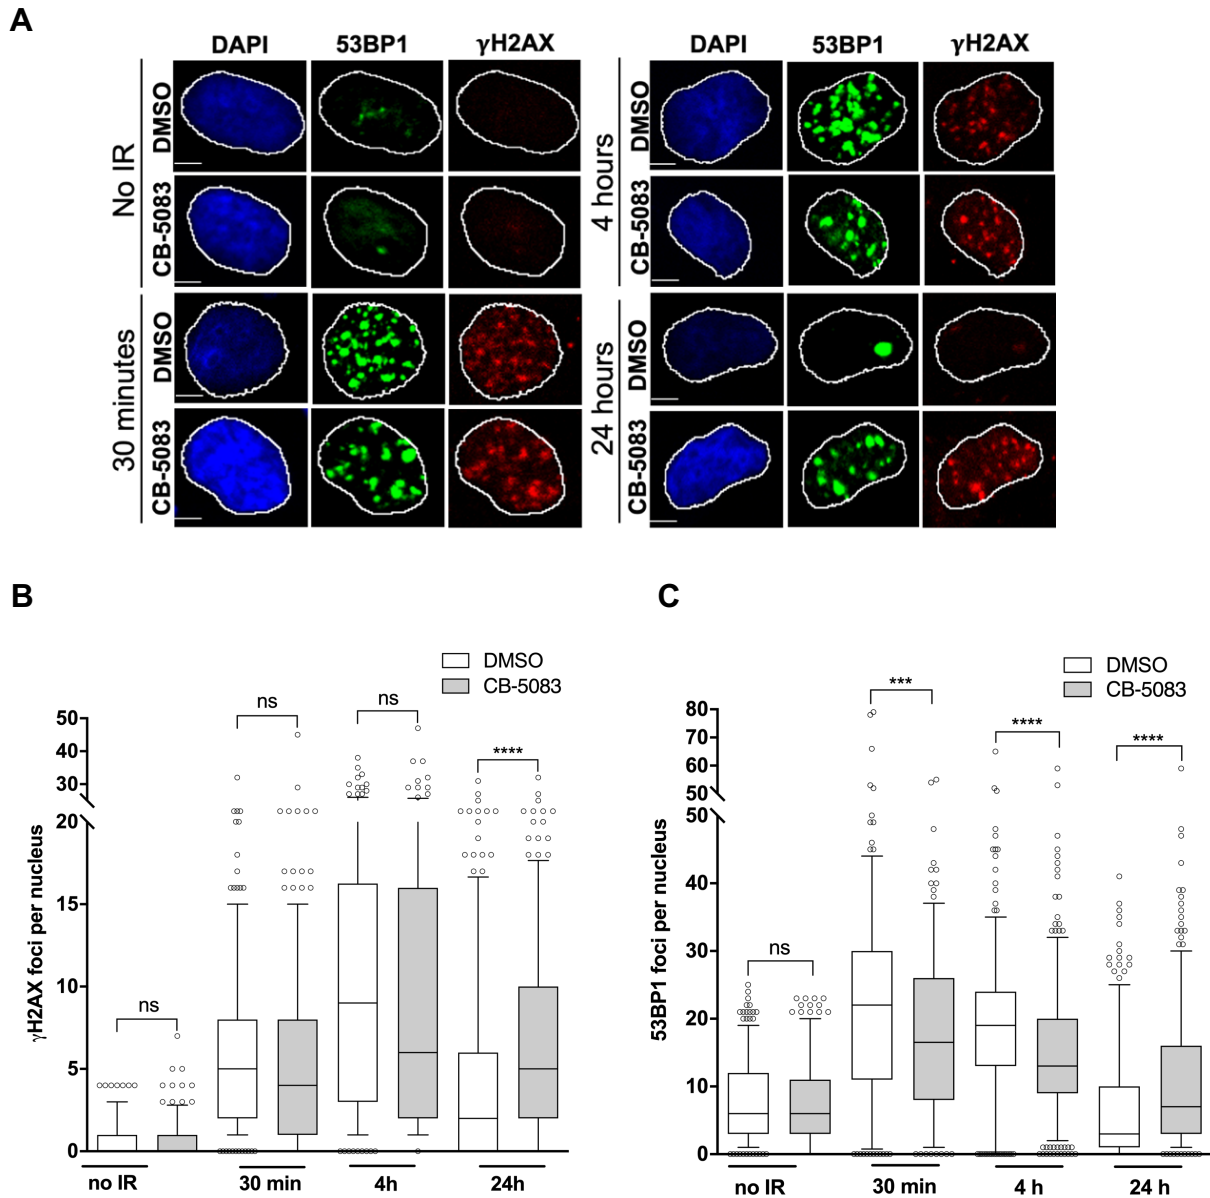 A
DAPI 53BP1 γH2AX
DAPI 53BP1 γH2AX
No IR
DMSO
CB-5083
30 minutes
DMSO
CB-5083
4 hours
DMSO
CB-5083
24 hours
DMSO
CB-5083
B
DMSO
CB-5083
γH2AX foci per nucleus
50
40
30
20
15
10
5
0
ns
ns
ns
****
no IR 30 min 4h 24h
C
DMSO
CB-5083
53BP1 foci per nucleus
80
70
60
50
50
40
30
20
10
0
ns
***
****
****
no IR 30 min 4 h 24 h